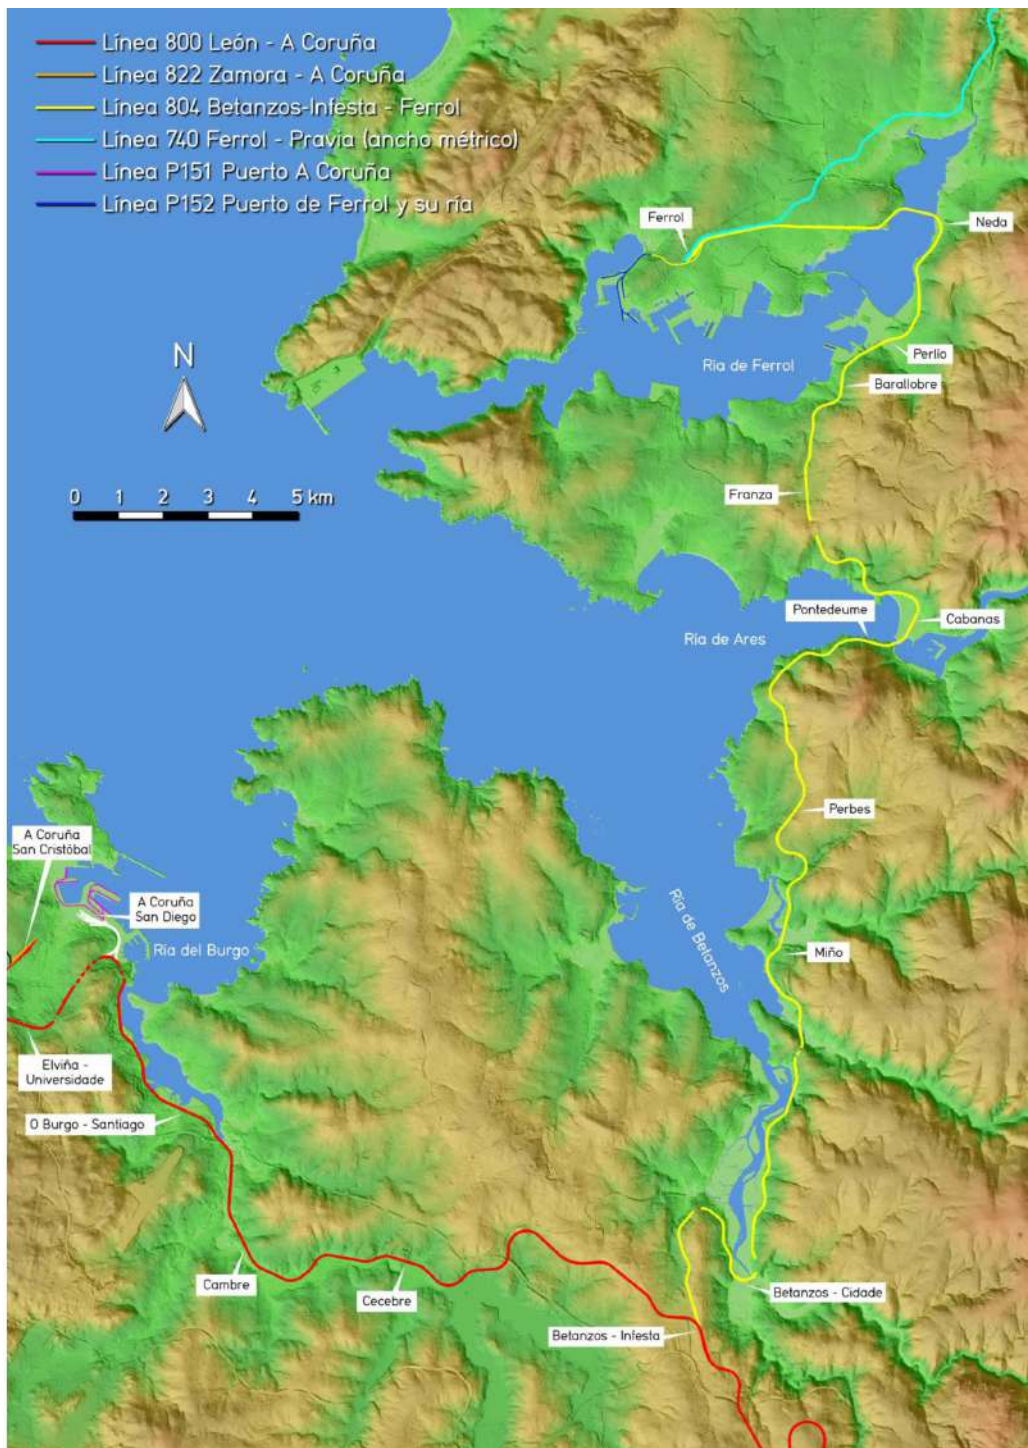 Línea 800 León - A Coruña
Línea 822 Zamora - A Coruña
Línea 804 Betanzos-Infesta - Ferrol
Línea 740 Ferrol - Pravia (ancho métrico)
Línea P151 Puerto A Coruña
Línea P152 Puerto de Ferrol y su ría
Ferrol
Neda
Ría de Ferrol
Perlío
Barallobre
N
0 1 2 3 4 5 km
Franza
Pontedeume
Cabanas
Ría de Ares
Perbes
A Coruña
San Cristóbal
A Coruña
San Diego
Ría de Betanzos
Ría del Burgo
Miño
Elviña -
Universidade
O Burgo - Santiago
Cambre
Cecebre
Betanzos - Cidade
Betanzos - Infesta